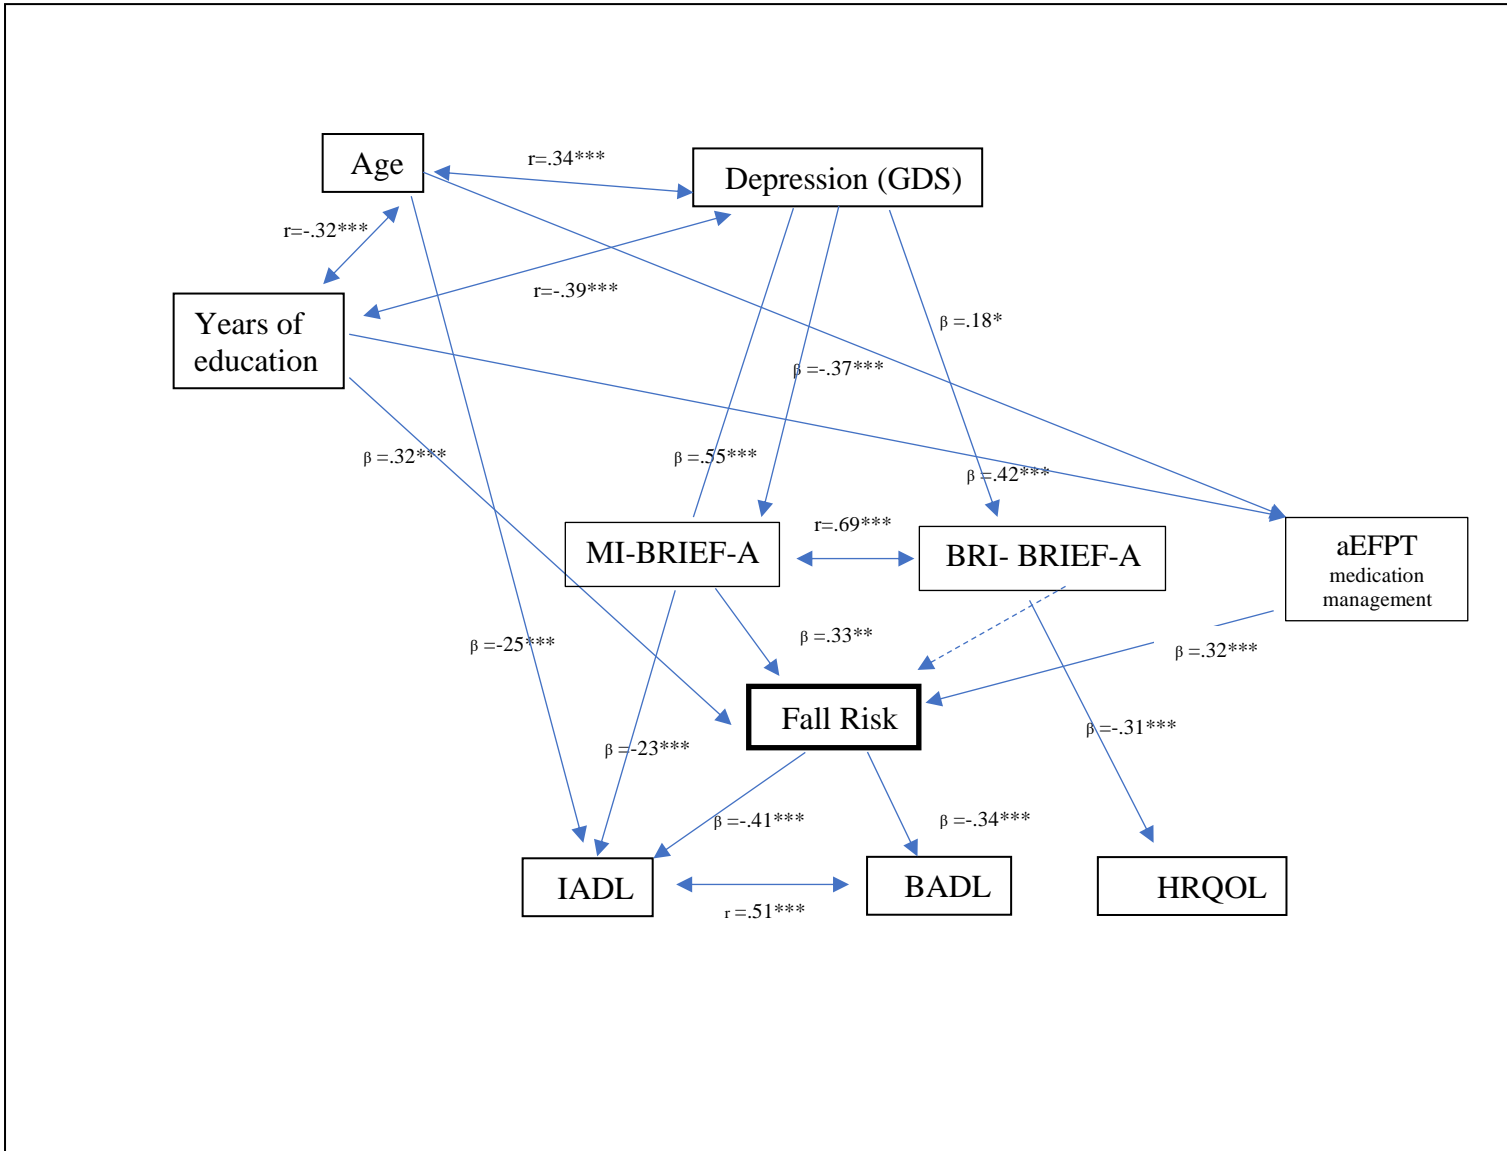 Age
r=.34***
Depression (GDS)
r=-.32***
r=-.39***
Years of
education
β =.18*
β =-.37***
β =.32***
β =.55***
β =.42***
MI-BRIEF-A
r=.69***
BRI- BRIEF-A
aEFPT
medication
management
β =-25***
β =.33**
β =.32***
Fall Risk
β =-23***
β =-.31***
β =-.41***
β =-.34***
IADL
BADL
HRQOL
r =.51***